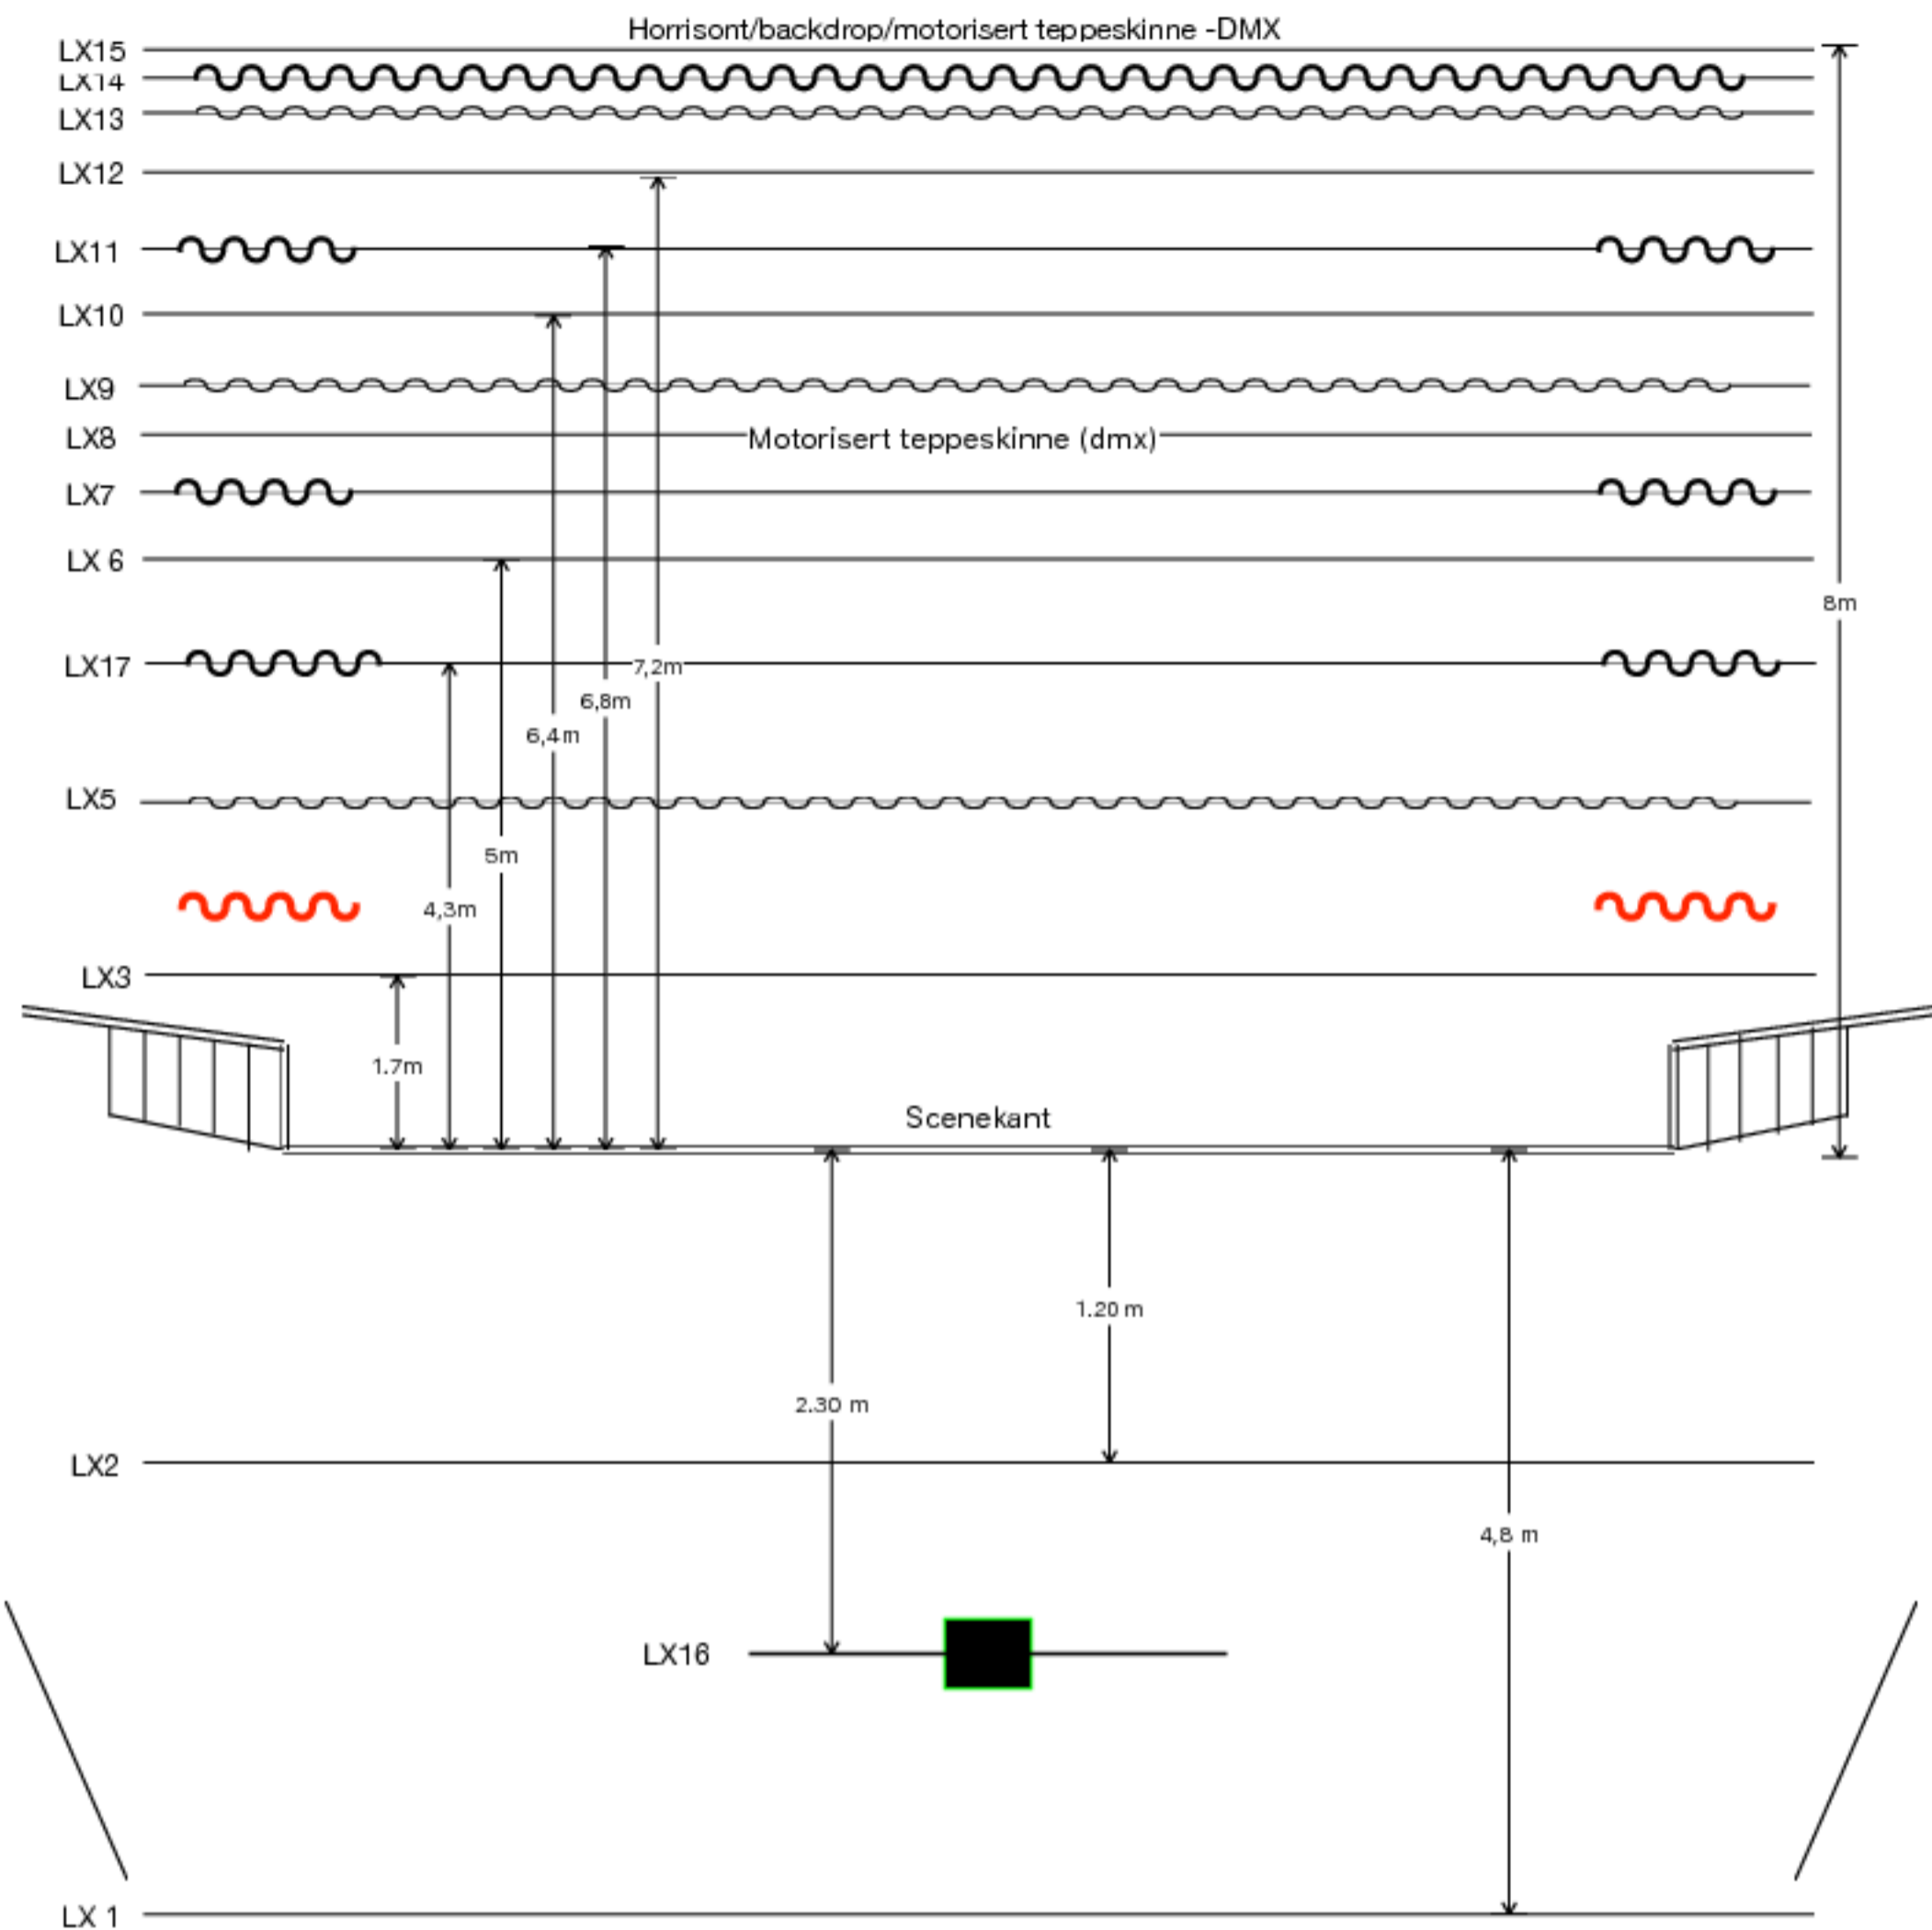 Horrisont/backdrop/motorisert teppeskinne -DMX
LX15
LX14
LX13
LX12
LX11
LX10
LX9
LX8
Motorisert teppeskinne (dmx)
LX7
LX 6
8m
LX17
7,2m
6,8m
6,4m
LX5
5m
4,3m
LX3
1.7m
Scenekant
1.20 m
2.30 m
LX2
4,8 m
LX16
LX 1